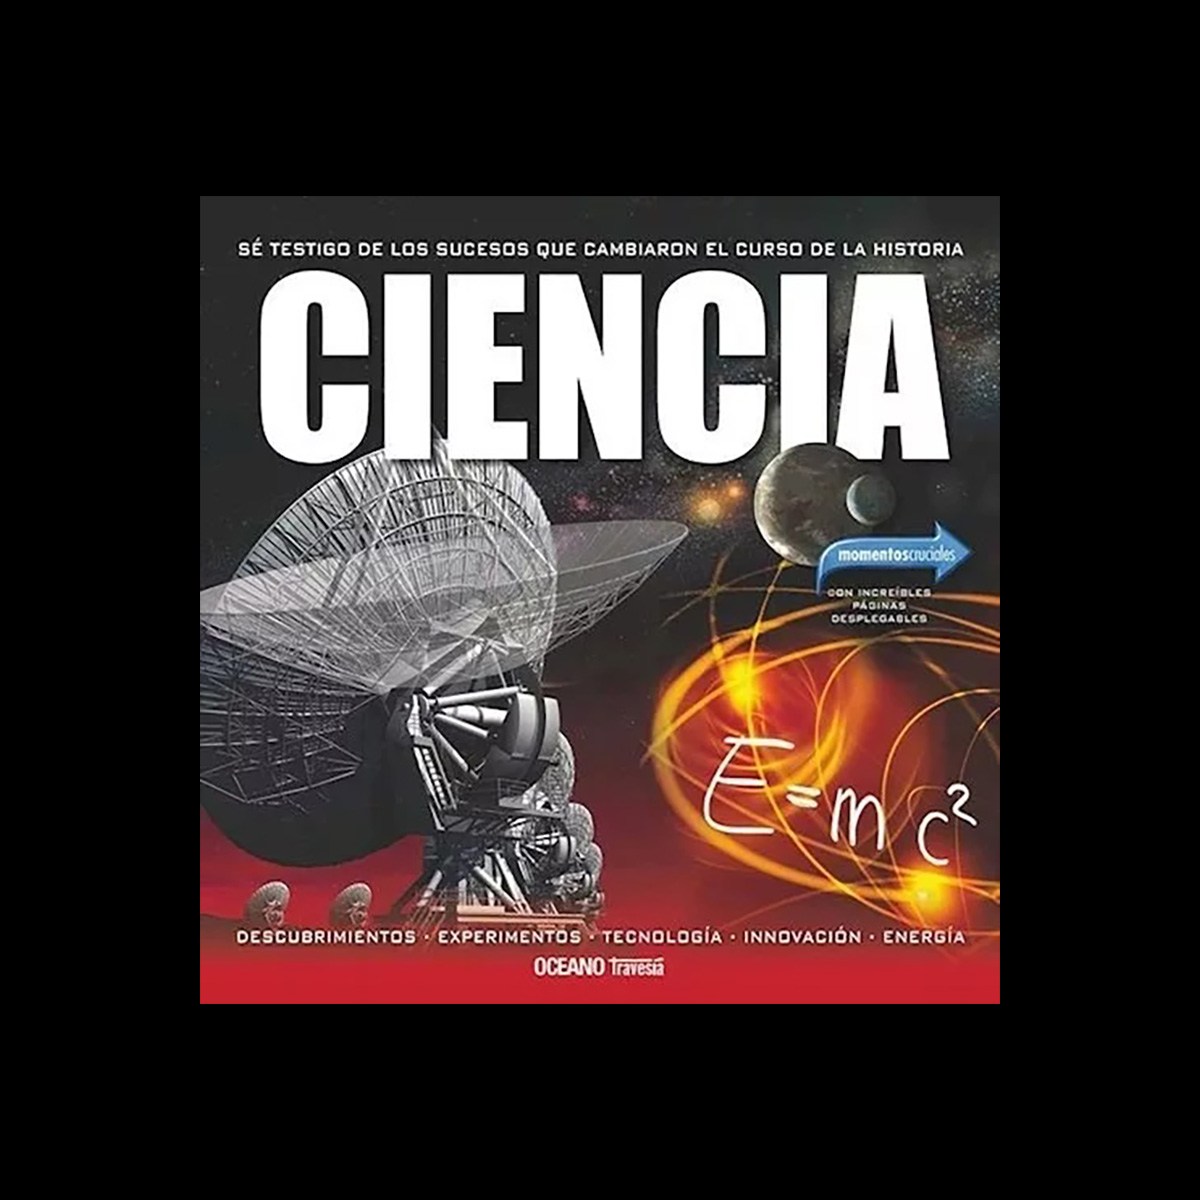 SÉ TESTIGO DE LOS SUCESOS QUE CAMBIARON EL CURSO DE LA HISTORIA
CIENCIA
momentoscruciales
CON INCREÍBLES
PÁGINAS
DESPLEGABLES
E=mc²
DESCUBRIMIENTOS · EXPERIMENTOS · TECNOLOGÍA · INNOVACIÓN · ENERGÍA
OCEANO Travesía